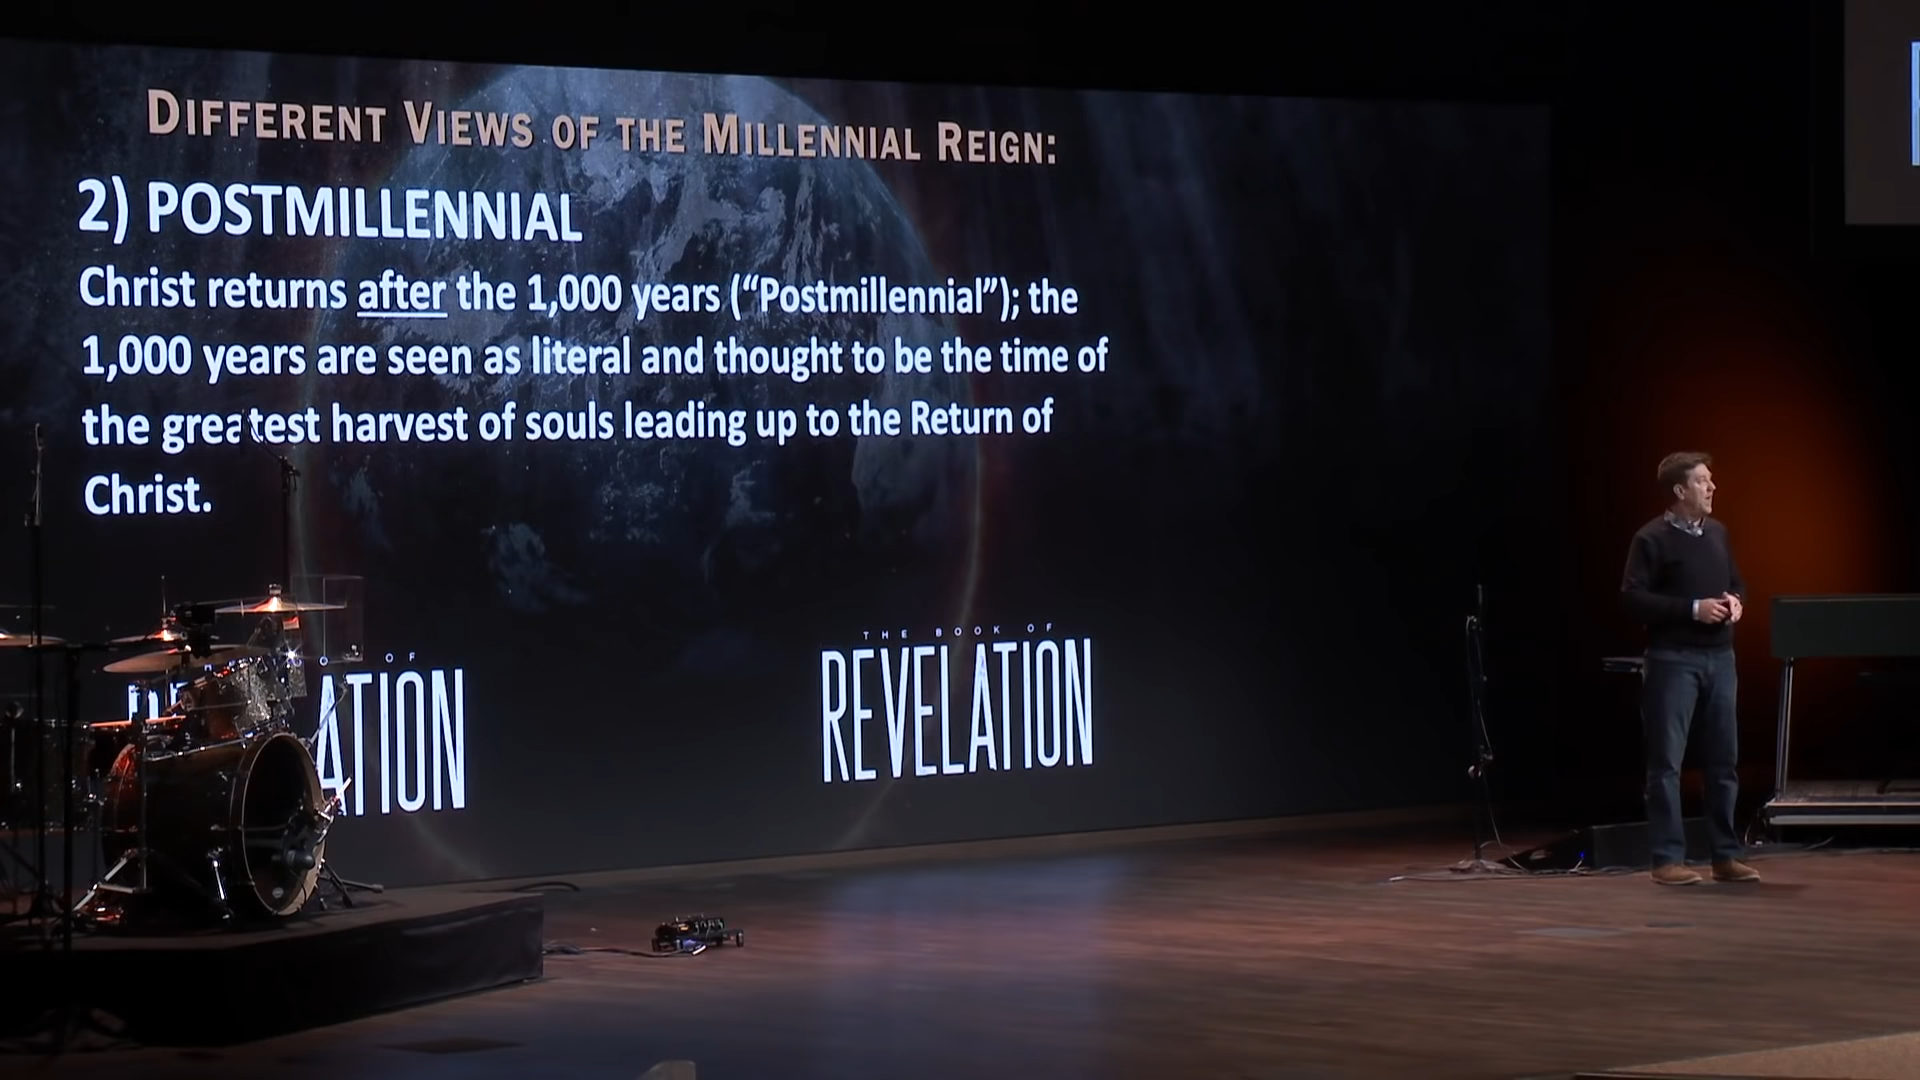 DIFFERENT VIEWS OF THE MILLENNIAL REIGN:
2) POSTMILLENNIAL
Christ returns after the 1,000 years (“Postmillennial”); the
1,000 years are seen as literal and thought to be the time of
the greatest harvest of souls leading up to the Return of
Christ.
OF
ATION
THE BOOK OF
REVELATION